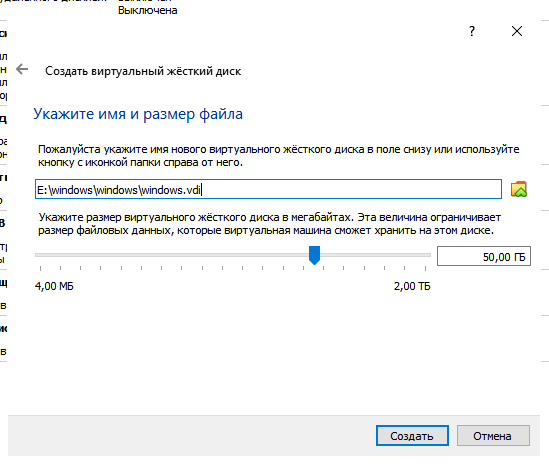 Выключена
?
Создать виртуальный жёсткий диск
Укажите имя и размер файла
Пожалуйста укажите имя нового виртуального жёсткого диска в поле снизу или используйте
кнопку с иконкой папки справа от него.
E:\windows\windows\windows.vdi
Укажите размер виртуального жёсткого диска в мегабайтах. Эта величина ограничивает
размер файловых данных, которые виртуальная машина сможет хранить на этом диске.
50,00 ГБ
4,00 МБ
2,00 ТБ
Создать
Отмена